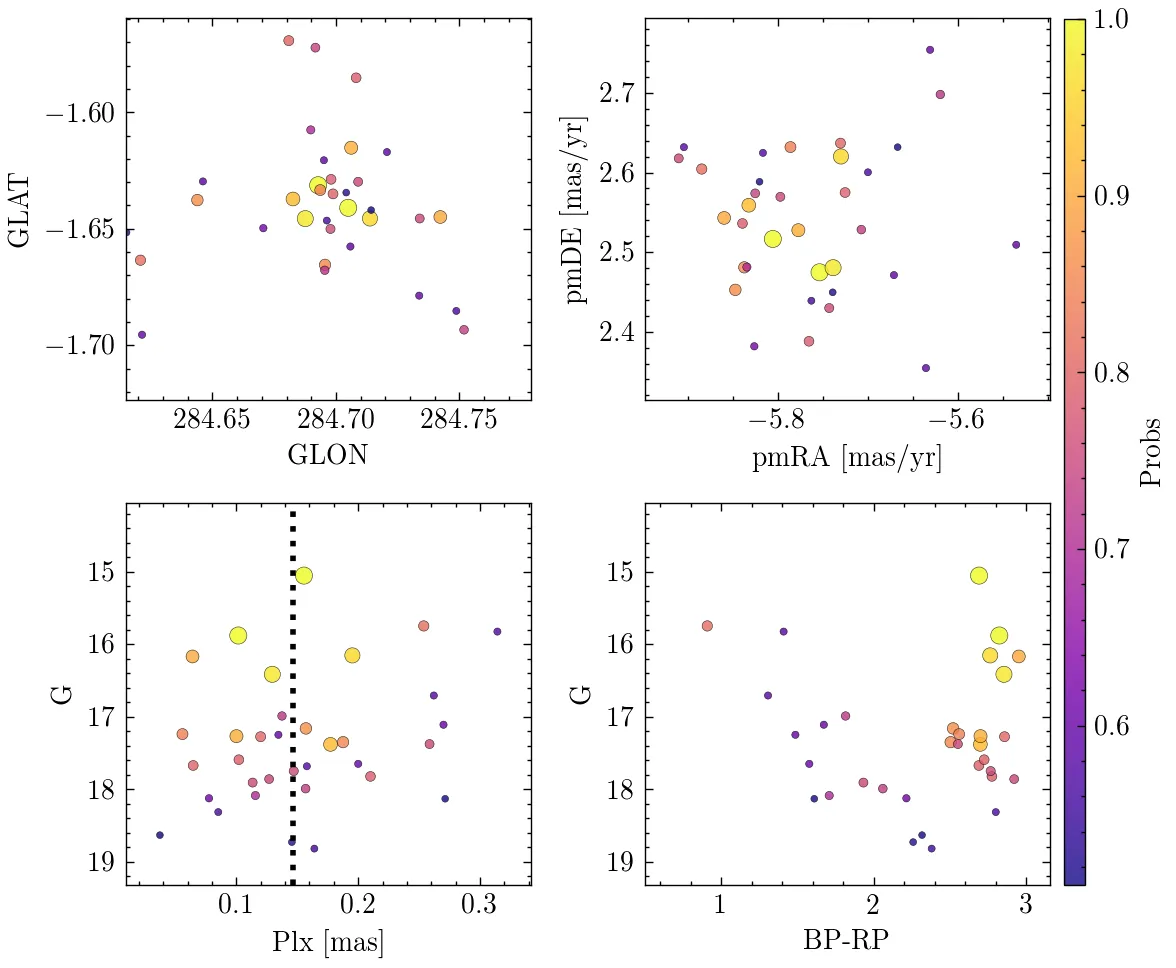 −1.60
−1.65
−1.70
GLAT
284.65 284.70 284.75
GLON
2.7
2.6
2.5
2.4
pmDE [mas/yr]
−5.8 −5.6
pmRA [mas/yr]
15
16
17
18
19
G
0.1 0.2 0.3
Plx [mas]
15
16
17
18
19
G
1 2 3
BP-RP
1.0
0.9
0.8
0.7
0.6
Probs